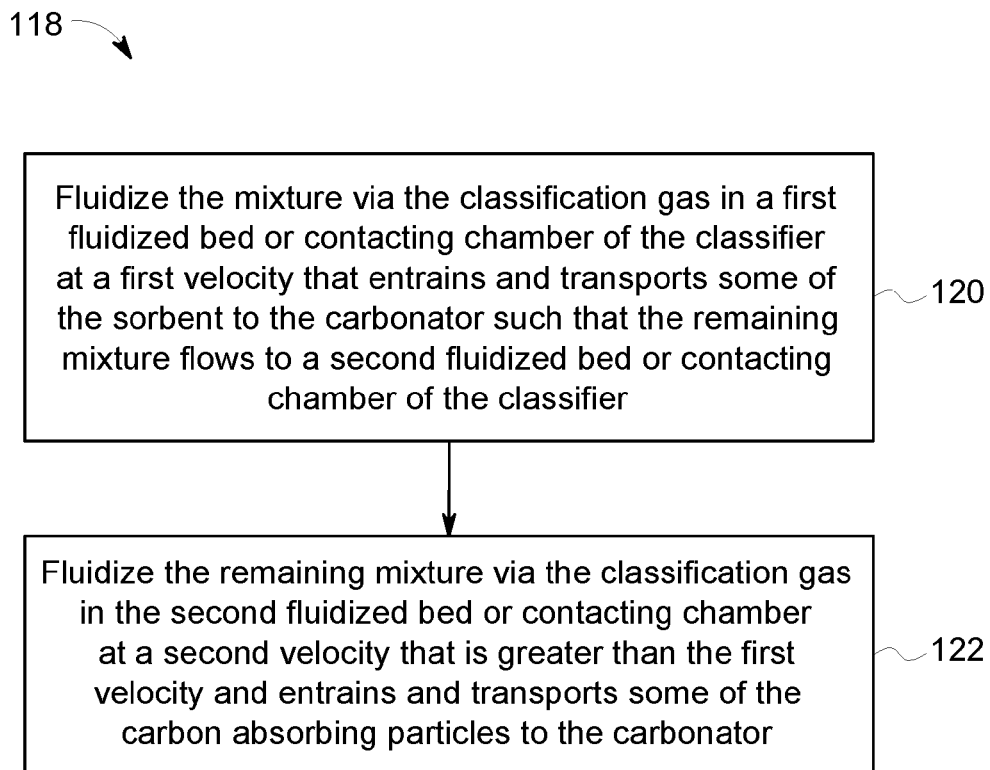 118
Fluidize the mixture via the classification gas in a first
fluidized bed or contacting chamber of the classifier
at a first velocity that entrains and transports some of
the sorbent to the carbonator such that the remaining
mixture flows to a second fluidized bed or contacting
chamber of the classifier
120
Fluidize the remaining mixture via the classification gas
in the second fluidized bed or contacting chamber
at a second velocity that is greater than the first
velocity and entrains and transports some of the
carbon absorbing particles to the carbonator
122